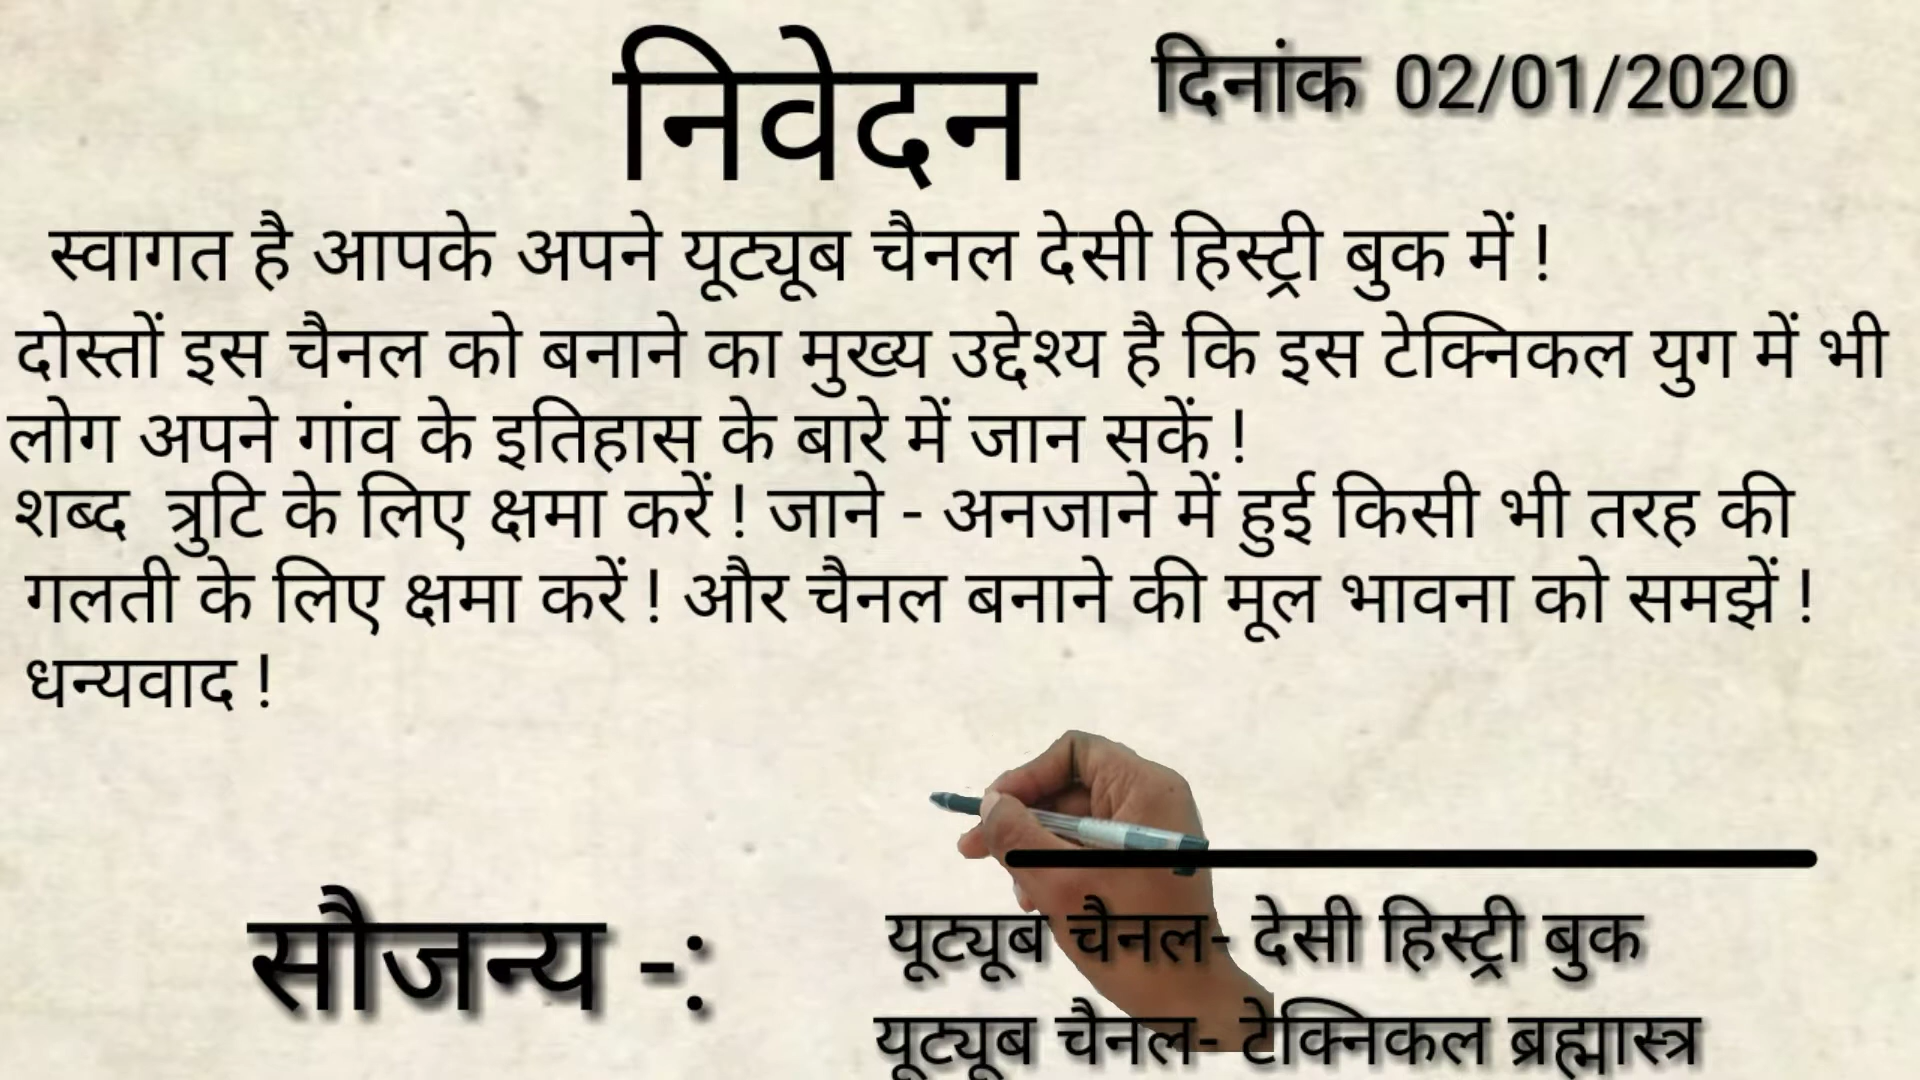 निवेदन
दिनांक 02/01/2020
स्वागत है आपके अपने यूट्यूब चैनल देसी हिस्ट्री बुक में !
दोस्तों इस चैनल को बनाने का मुख्य उद्देश्य है कि इस टेक्निकल युग में भी
लोग अपने गांव के इतिहास के बारे में जान सकें !
शब्द त्रुटि के लिए क्षमा करें ! जाने - अनजाने में हुई किसी भी तरह की
गलती के लिए क्षमा करें ! और चैनल बनाने की मूल भावना को समझें !
धन्यवाद !
सौजन्य -:
यूट्यूब चैनल- देसी हिस्ट्री बुक
यूट्यूब चैनल- टेक्निकल ब्रह्मास्त्र